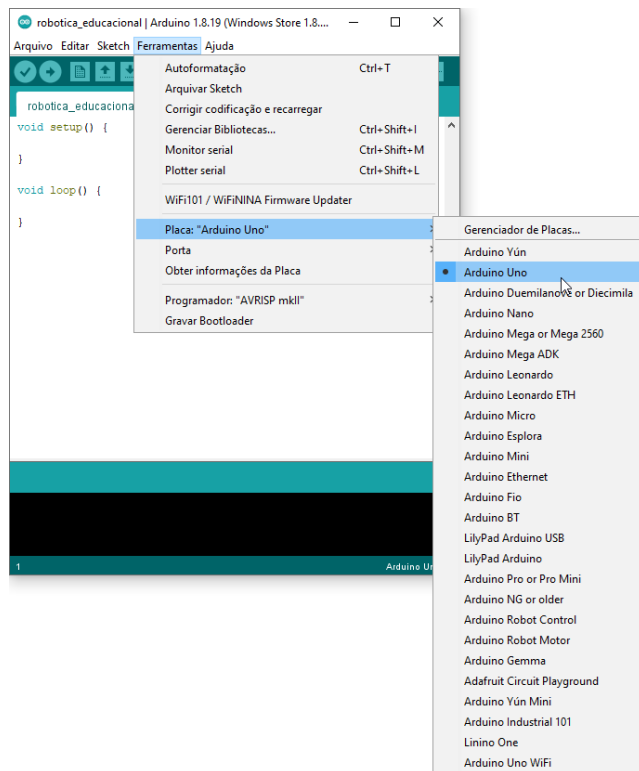 robotica_educacional | Arduino 1.8.19 (Windows Store 1.8....
Arquivo Editar Sketch Ferramentas Ajuda
robotica_educaciona
void setup() {
}
void loop() {
}
Autoformatação Ctrl+T
Arquivar Sketch
Corrigir codificação e recarregar
Gerenciar Bibliotecas... Ctrl+Shift+I
Monitor serial Ctrl+Shift+M
Plotter serial Ctrl+Shift+L
WiFi101 / WiFiNINA Firmware Updater
Placa: "Arduino Uno"
Porta
Obter informações da Placa
Programador: "AVRISP mkII"
Gravar Bootloader
Gerenciador de Placas...
Arduino Yún
Arduino Uno
Arduino Duemilanove or Diecimila
Arduino Nano
Arduino Mega or Mega 2560
Arduino Mega ADK
Arduino Leonardo
Arduino Leonardo ETH
Arduino Micro
Arduino Esplora
Arduino Mini
Arduino Ethernet
Arduino Fio
Arduino BT
LilyPad Arduino USB
LilyPad Arduino
Arduino Pro or Pro Mini
Arduino NG or older
Arduino Robot Control
Arduino Robot Motor
Arduino Gemma
Adafruit Circuit Playground
Arduino Yún Mini
Arduino Industrial 101
Linino One
Arduino Uno WiFi
1 Arduino U